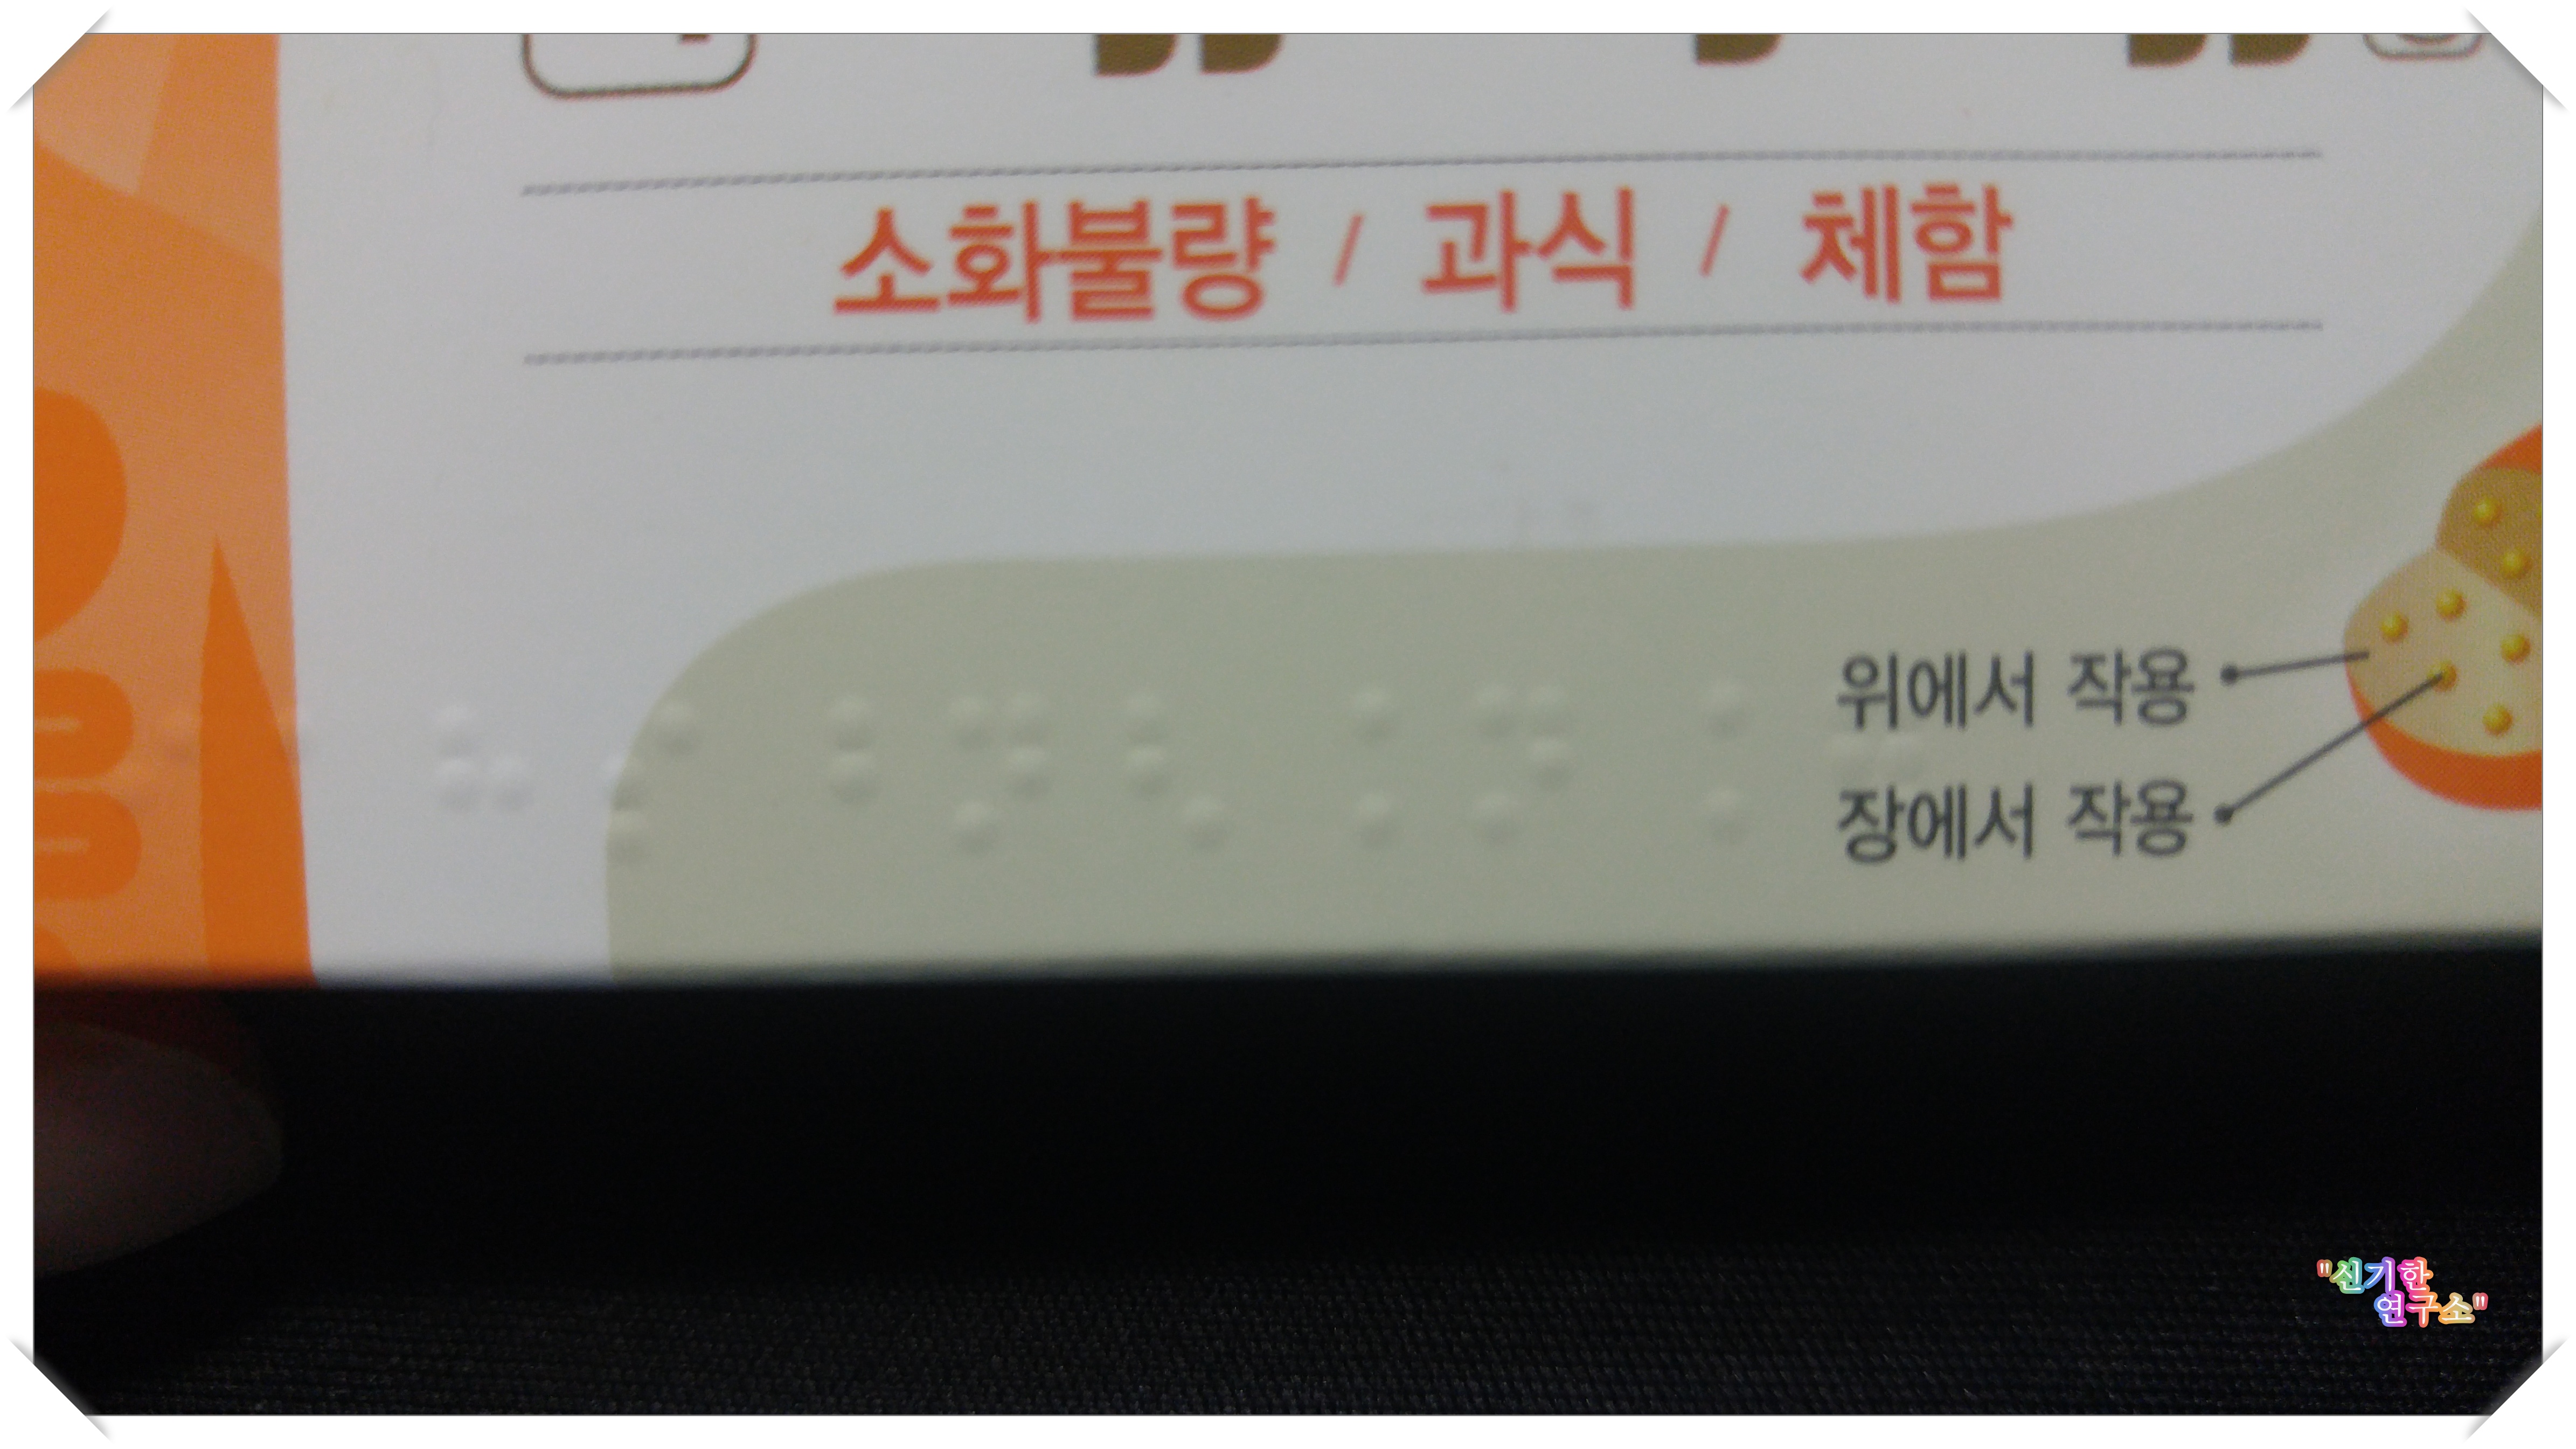 소화불량 / 과식 / 체함
위에서 작용
장에서 작용
"신기한
연구소"